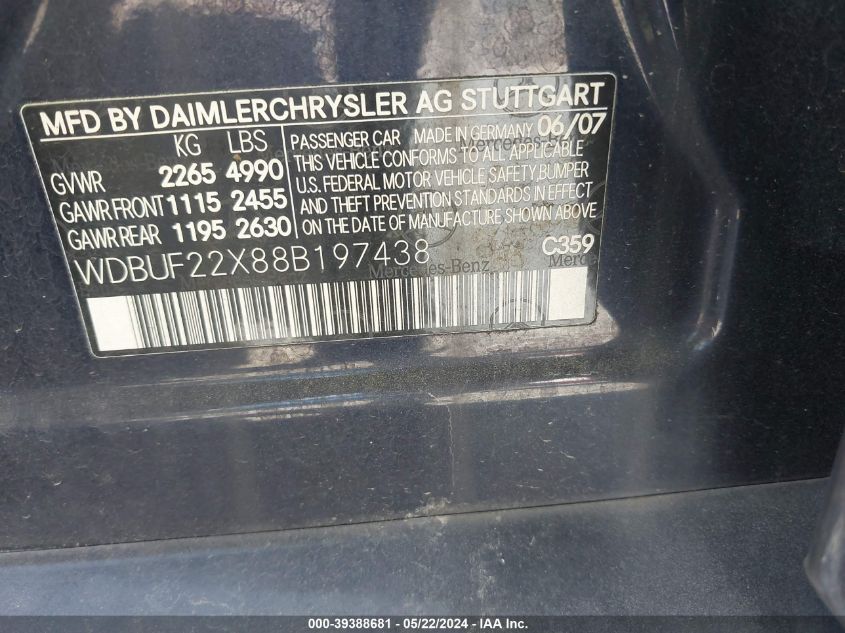 MFD BY DAIMLERCHRYSLER AG STUTTGART
KG LBS
GVWR 2265 4990
GAWR FRONT 1115 2455
GAWR REAR 1195 2630
PASSENGER CAR MADE IN GERMANY 06/07
THIS VEHICLE CONFORMS TO ALL APPLICABLE
U.S. FEDERAL MOTOR VEHICLE SAFETY,BUMPER
AND THEFT PREVENTION STANDARDS IN EFFECT
ON THE DATE OF MANUFACTURE SHOWN ABOVE
WDBUF22X88B197438
C359
Mercedes-Benz
000-39388681 - 05/22/2024 - IAA Inc.